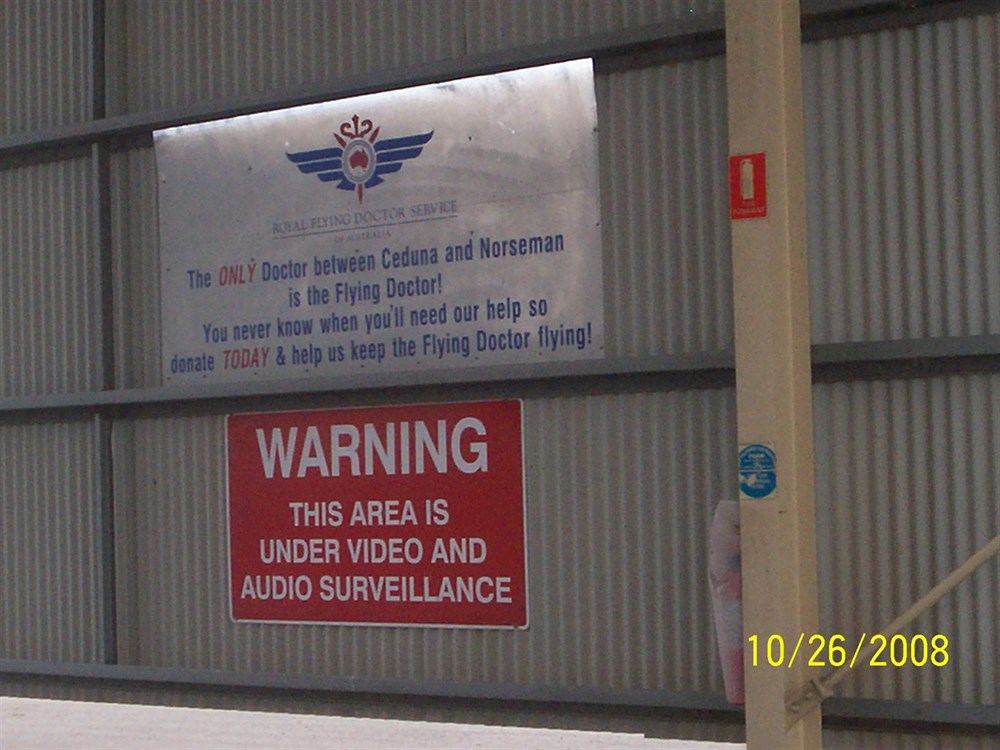 ROYAL FLYING DOCTOR SERVICE
OF AUSTRALIA
The ONLY Doctor between Ceduna and Norseman
is the Flying Doctor!
You never know when you'll need our help so
donate TODAY & help us keep the Flying Doctor flying!
WARNING
THIS AREA IS
UNDER VIDEO AND
AUDIO SURVEILLANCE
10/26/2008